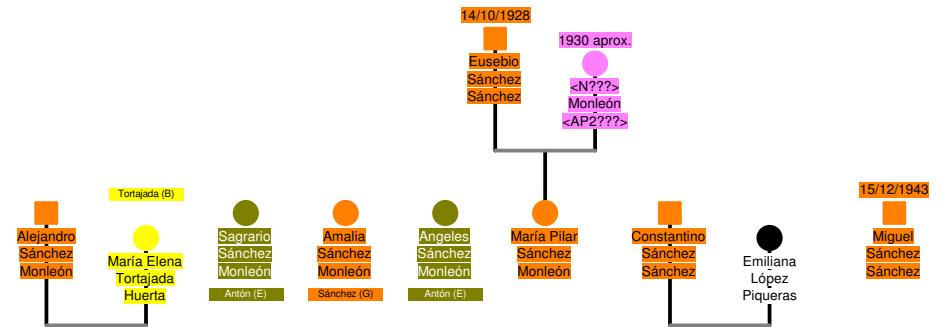 14/10/1928
Eusebio
Sánchez
Sánchez
1930 aprox.
<N???>
Monleón
<AP2???>
Alejandro
Sánchez
Monleón
Tortajada (B)
María Elena
Tortajada
Huerta
Sagrario
Sánchez
Monleón
Antón (E)
Amalia
Sánchez
Monleón
Sánchez (G)
Angeles
Sánchez
Monleón
Antón (E)
María Pilar
Sánchez
Monleón
Constantino
Sánchez
Sánchez
Emiliana
López
Piqueras
15/12/1943
Miguel
Sánchez
Sánchez